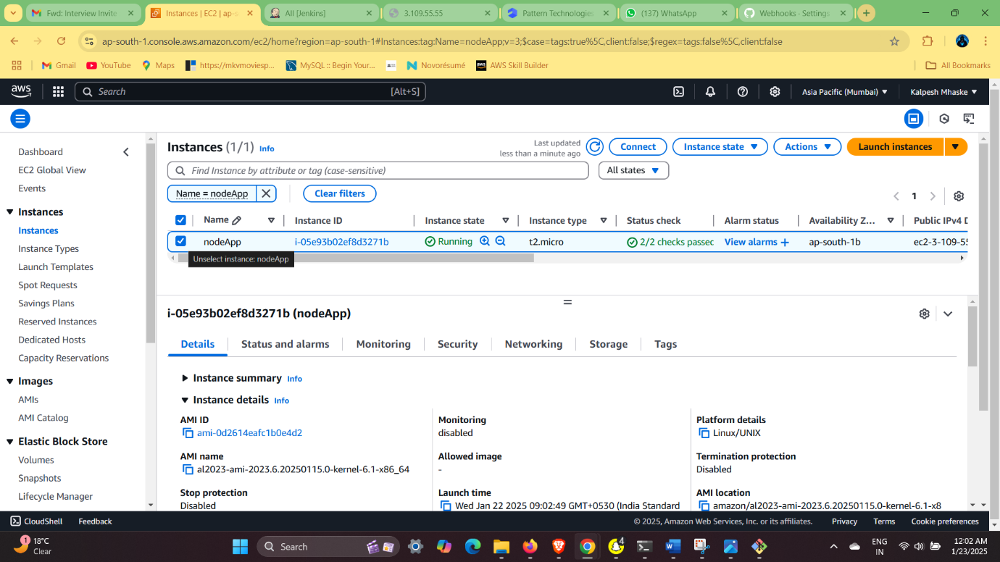 Fwd: Interview Invite
Instances | EC2 | ap-s
All [Jenkins]
3.109.55.55
Pattern Technologies
(137) WhatsApp
Webhooks · Settings
ap-south-1.console.aws.amazon.com/ec2/home?region=ap-south-1#Instances:tag:Name=nodeApp;v=3;$case=tags:true%5C,client:false;$regex=tags:false%5C,client:false
Gmail
YouTube
Maps
https://mkvmoviesp...
MySQL :: Begin Your...
Novorésumé
AWS Skill Builder
All Bookmarks
aws
Search
[Alt+S]
Asia Pacific (Mumbai)
Kalpesh Mhaske
Dashboard
EC2 Global View
Events
Instances
Instances
Instance Types
Launch Templates
Spot Requests
Savings Plans
Reserved Instances
Dedicated Hosts
Capacity Reservations
Images
AMIs
AMI Catalog
Elastic Block Store
Volumes
Snapshots
Lifecycle Manager
Instances (1/1) Info
Last updated
less than a minute ago
Connect
Instance state
Actions
Launch instances
Find Instance by attribute or tag (case-sensitive)
All states
Name = nodeApp
Clear filters
1
Name
Instance ID
Instance state
Instance type
Status check
Alarm status
Availability Z...
Public IPv4 D
nodeApp
i-05e93b02ef8d3271b
Running
t2.micro
2/2 checks passec
View alarms +
ap-south-1b
ec2-3-109-55
Unselect instance: nodeApp
i-05e93b02ef8d3271b (nodeApp)
Details
Status and alarms
Monitoring
Security
Networking
Storage
Tags
Instance summary Info
Instance details Info
AMI ID
ami-0d2614eafc1b0e4d2
Monitoring
disabled
Platform details
Linux/UNIX
AMI name
al2023-ami-2023.6.20250115.0-kernel-6.1-x86_64
Allowed image
-
Termination protection
Disabled
Stop protection
Disabled
Launch time
Wed Jan 22 2025 09:02:49 GMT+0530 (India Standard
AMI location
amazon/al2023-ami-2023.6.20250115.0-kernel-6.1-x8
CloudShell
Feedback
© 2025, Amazon Web Services, Inc. or its affiliates.
Privacy
Terms
Cookie preferences
1
18°C
Clear
Search
4
ENG
IN
12:02 AM
1/23/2025